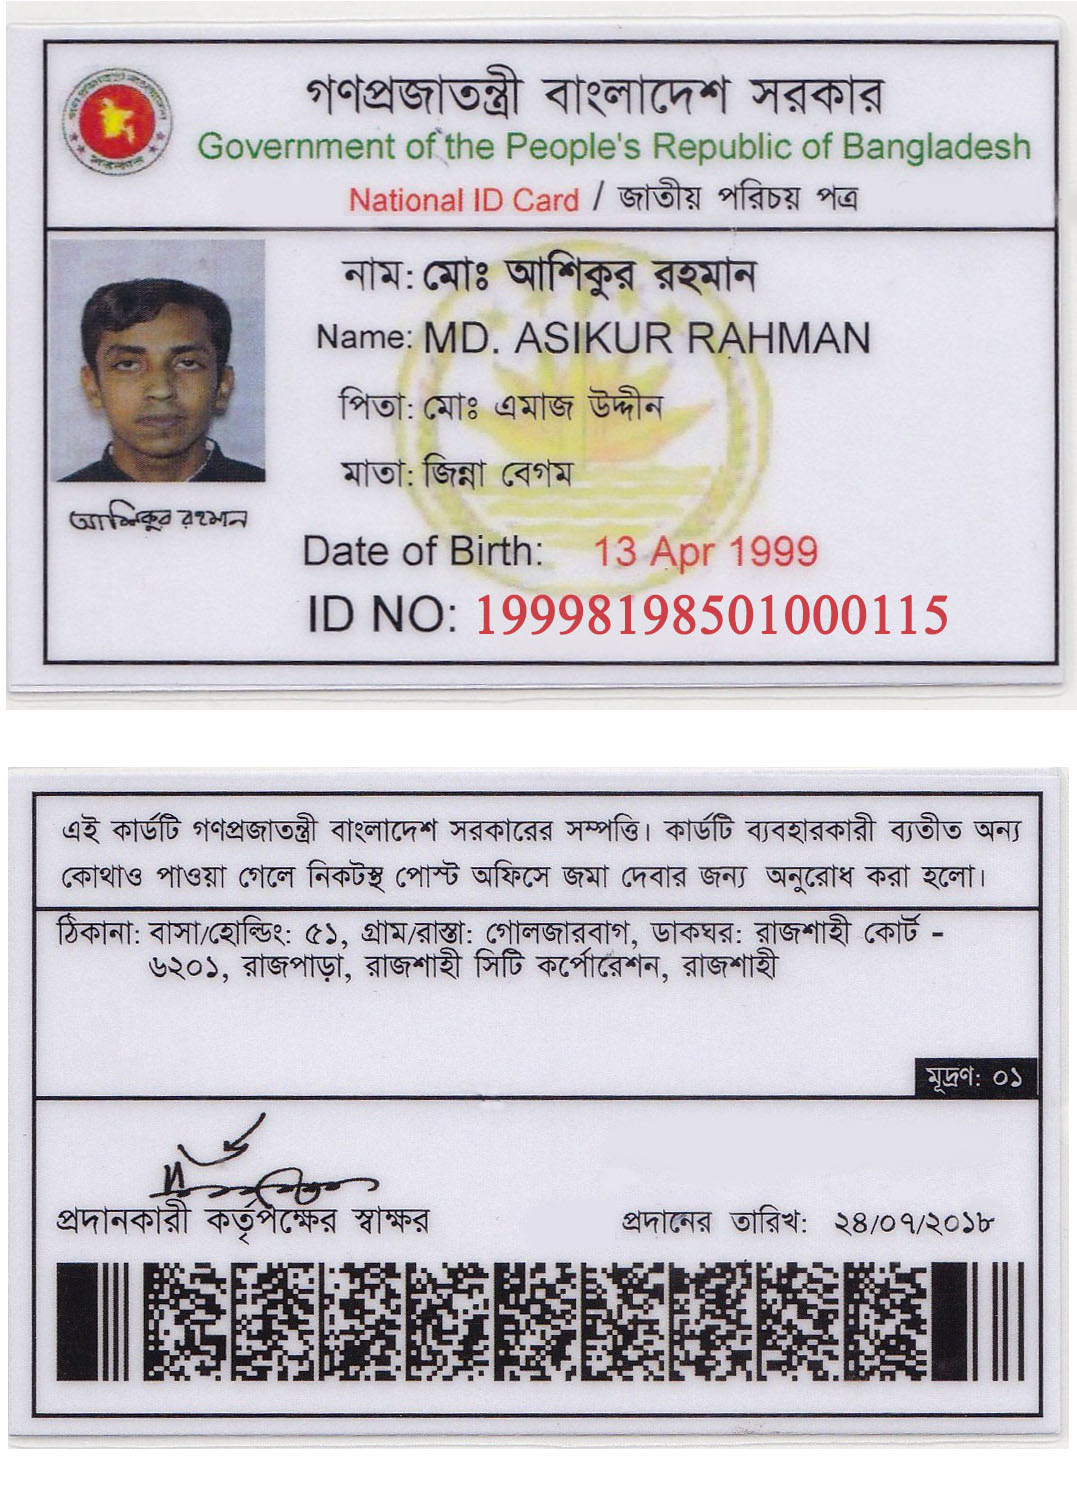 গণপ্রজাতন্ত্রী বাংলাদেশ সরকার
Government of the People's Republic of Bangladesh
National ID Card / জাতীয় পরিচয় পত্র
নাম: মোঃ আশিকুর রহমান
Name: MD. ASIKUR RAHMAN
পিতা: মোঃ এমাজ উদ্দীন
মাতা: জিন্না বেগম
আশিকুর রহমান
Date of Birth: 13 Apr 1999
ID NO: 19998198501000115
এই কার্ডটি গণপ্রজাতন্ত্রী বাংলাদেশ সরকারের সম্পত্তি। কার্ডটি ব্যবহারকারী ব্যতীত অন্য
কোথাও পাওয়া গেলে নিকটস্থ পোস্ট অফিসে জমা দেবার জন্য অনুরোধ করা হলো।
ঠিকানা: বাসা/হোল্ডিং: ৫১, গ্রাম/রাস্তা: গোলজারবাগ, ডাকঘর: রাজশাহী কোর্ট -
৬২০১, রাজপাড়া, রাজশাহী সিটি কর্পোরেশন, রাজশাহী
মুদ্রণ: ০১
প্রদানকারী কর্তৃপক্ষের স্বাক্ষর
প্রদানের তারিখ: ২৪/০৭/২০১৮